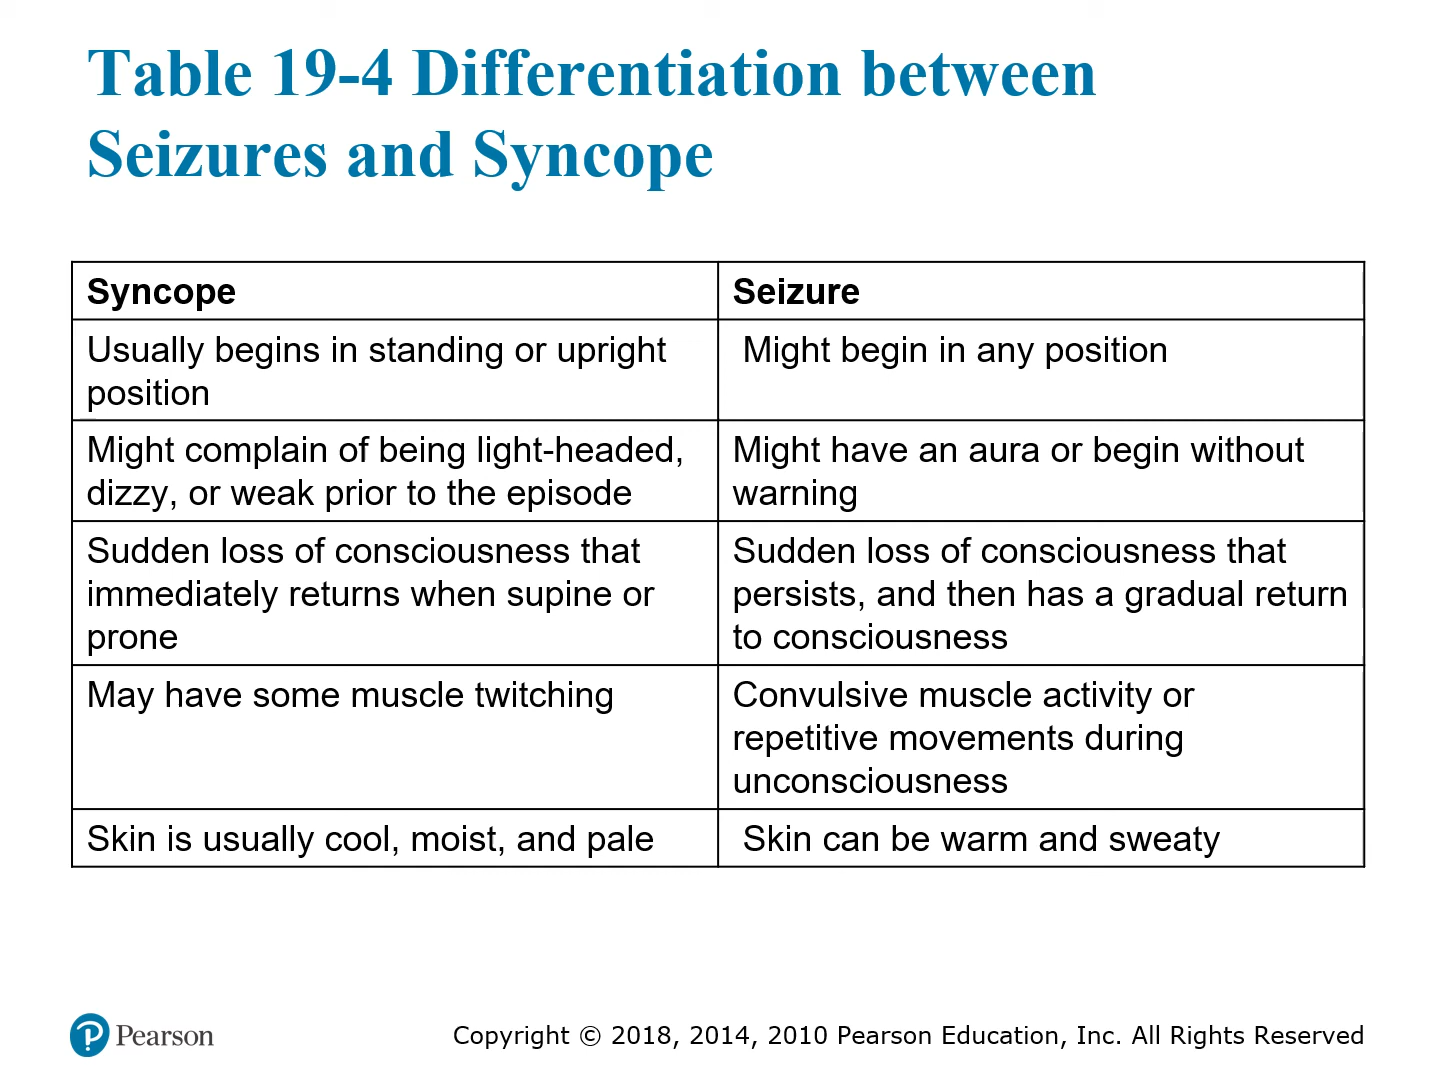 Table 19-4 Differentiation between
Seizures and Syncope
Syncope
Seizure
Usually begins in standing or upright
position
Might begin in any position
Might complain of being light-headed,
dizzy, or weak prior to the episode
Might have an aura or begin without
warning
Sudden loss of consciousness that
immediately returns when supine or
prone
Sudden loss of consciousness that
persists, and then has a gradual return
to consciousness
May have some muscle twitching
Convulsive muscle activity or
repetitive movements during
unconsciousness
Skin is usually cool, moist, and pale
Skin can be warm and sweaty
Pearson
Copyright © 2018, 2014, 2010 Pearson Education, Inc. All Rights Reserved